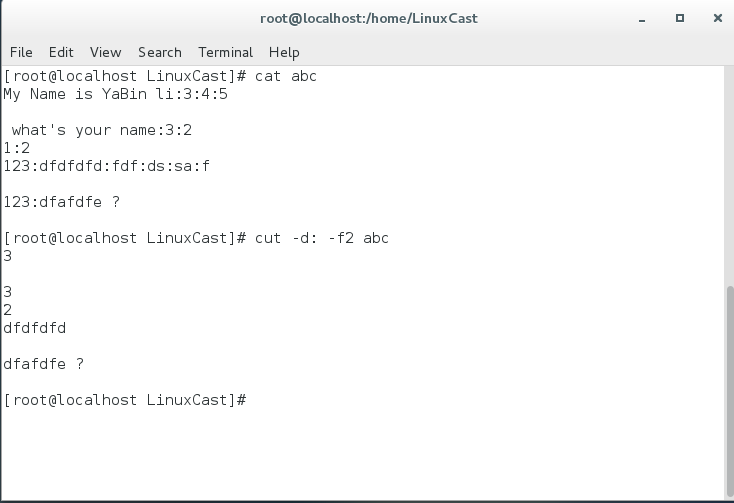 root@localhost:/home/LinuxCast
File Edit View Search Terminal Help
[root@localhost LinuxCast]# cat abc
My Name is YaBin li:3:4:5
 what's your name:3:2
1:2
123:dfdfdfd:fdf:ds:sa:f
123:dfafdfe ?
[root@localhost LinuxCast]# cut -d: -f2 abc
3
3
2
dfdfdfd
dfafdfe ?
[root@localhost LinuxCast]#